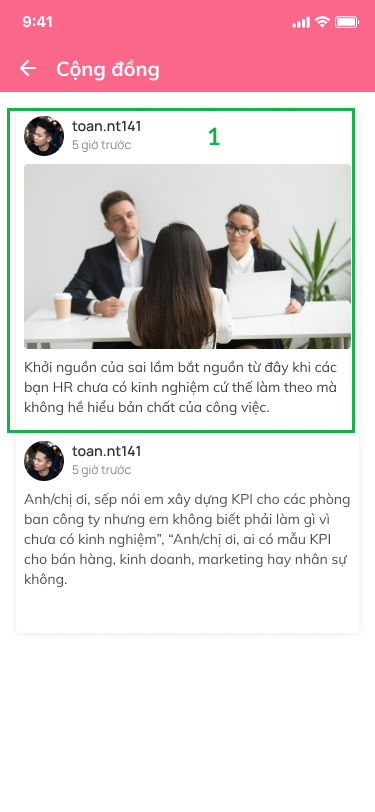 9:41
Cộng đồng
toan.nt141
1
5 giờ trước
Khởi nguồn của sai lầm bắt nguồn từ đây khi các
bạn HR chưa có kinh nghiệm cứ thế làm theo mà
không hề hiểu bản chất của công việc.
toan.nt141
5 giờ trước
Anh/chị ơi, sếp nói em xây dựng KPI cho các phòng
ban công ty nhưng em không biết phải làm gì vì
chưa có kinh nghiệm”, “Anh/chị ơi, ai có mẫu KPI
cho bán hàng, kinh doanh, marketing hay nhân sự
không.